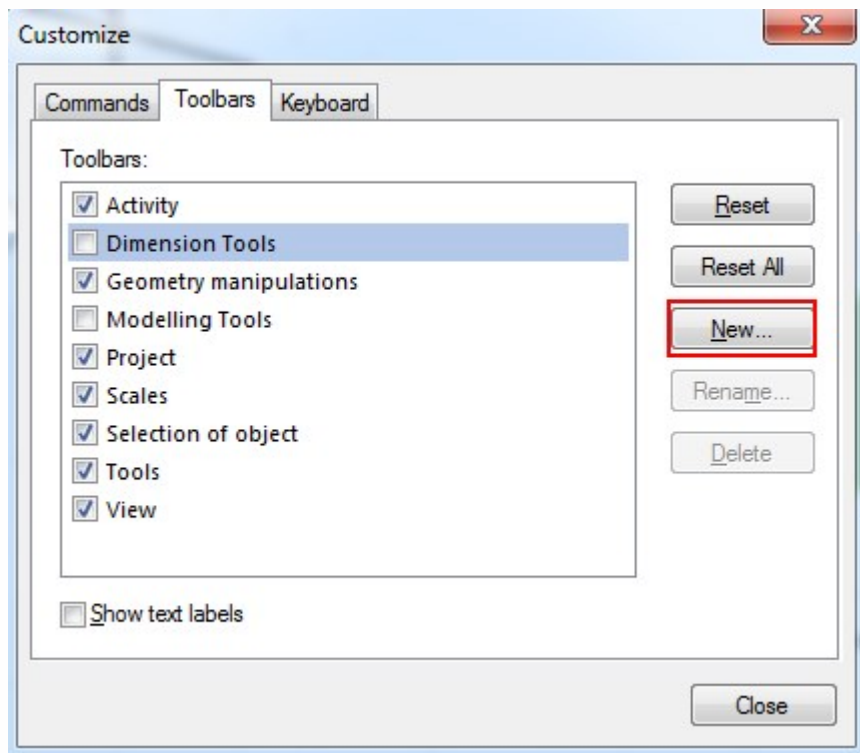 Customize
Commands Toolbars Keyboard
Toolbars:
Activity
Dimension Tools
Geometry manipulations
Modelling Tools
Project
Scales
Selection of object
Tools
View
Reset
Reset All
New...
Rename...
Delete
Show text labels
Close